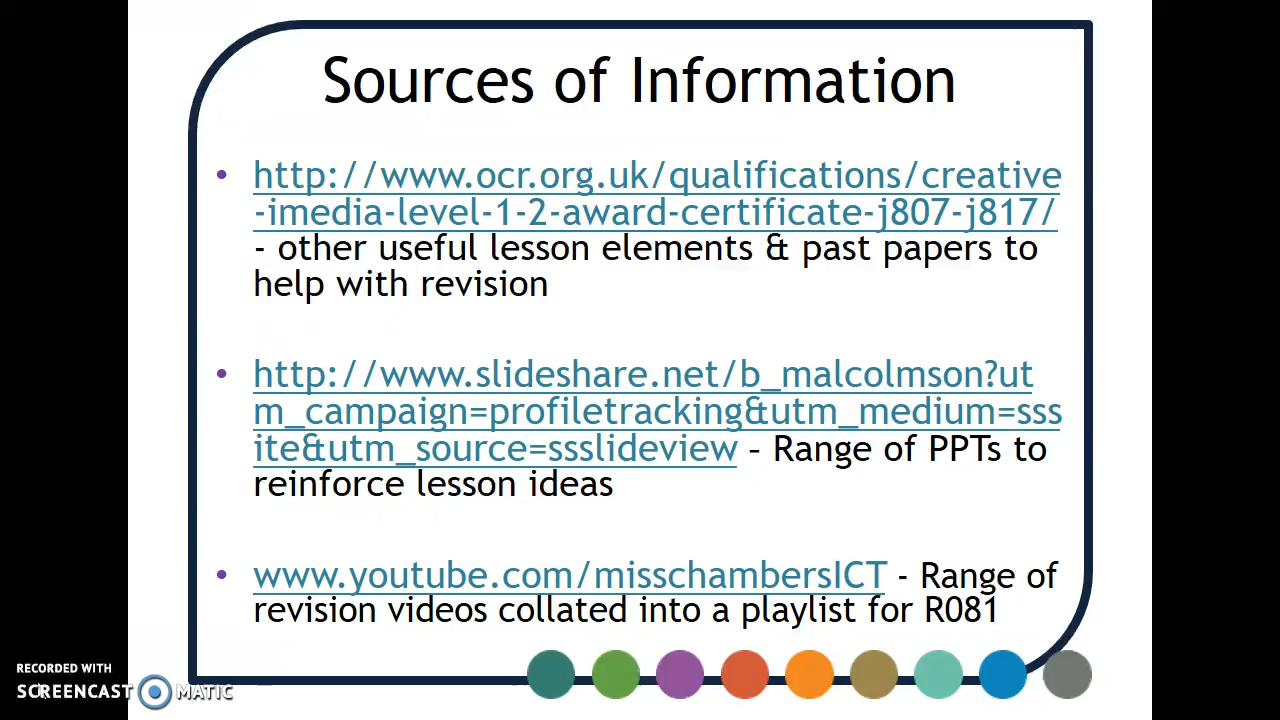 Sources of Information
• http://www.ocr.org.uk/qualifications/creative
-imedia-level-1-2-award-certificate-j807-j817/
- other useful lesson elements & past papers to
help with revision
• http://www.slideshare.net/b_malcolmson?ut
m_campaign=profiletracking&utm_medium=sss
ite&utm_source=ssslideview – Range of PPTs to
reinforce lesson ideas
• www.youtube.com/misschambersICT - Range of
revision videos collated into a playlist for R081
RECORDED WITH
SCREENCAST MATIC